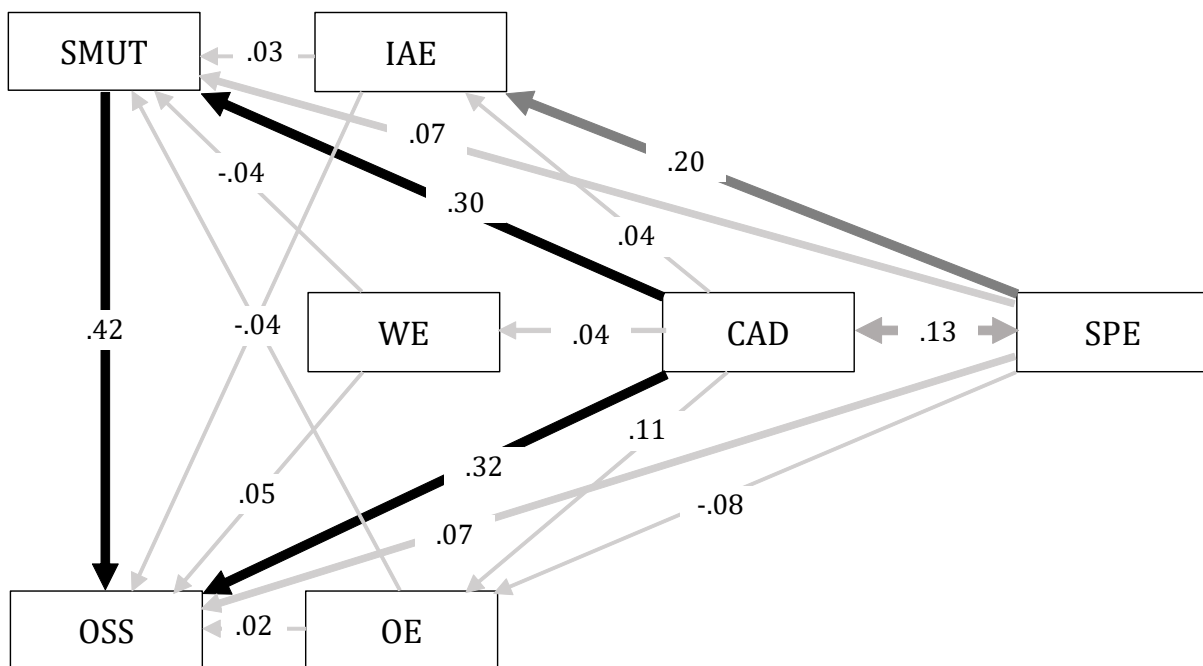 SMUT
.03
IAE
.07
.20
-.04
.30
.04
.42
-.04
WE
.04
CAD
.13
SPE
.11
.32
.05
.07
-.08
OSS
.02
OE